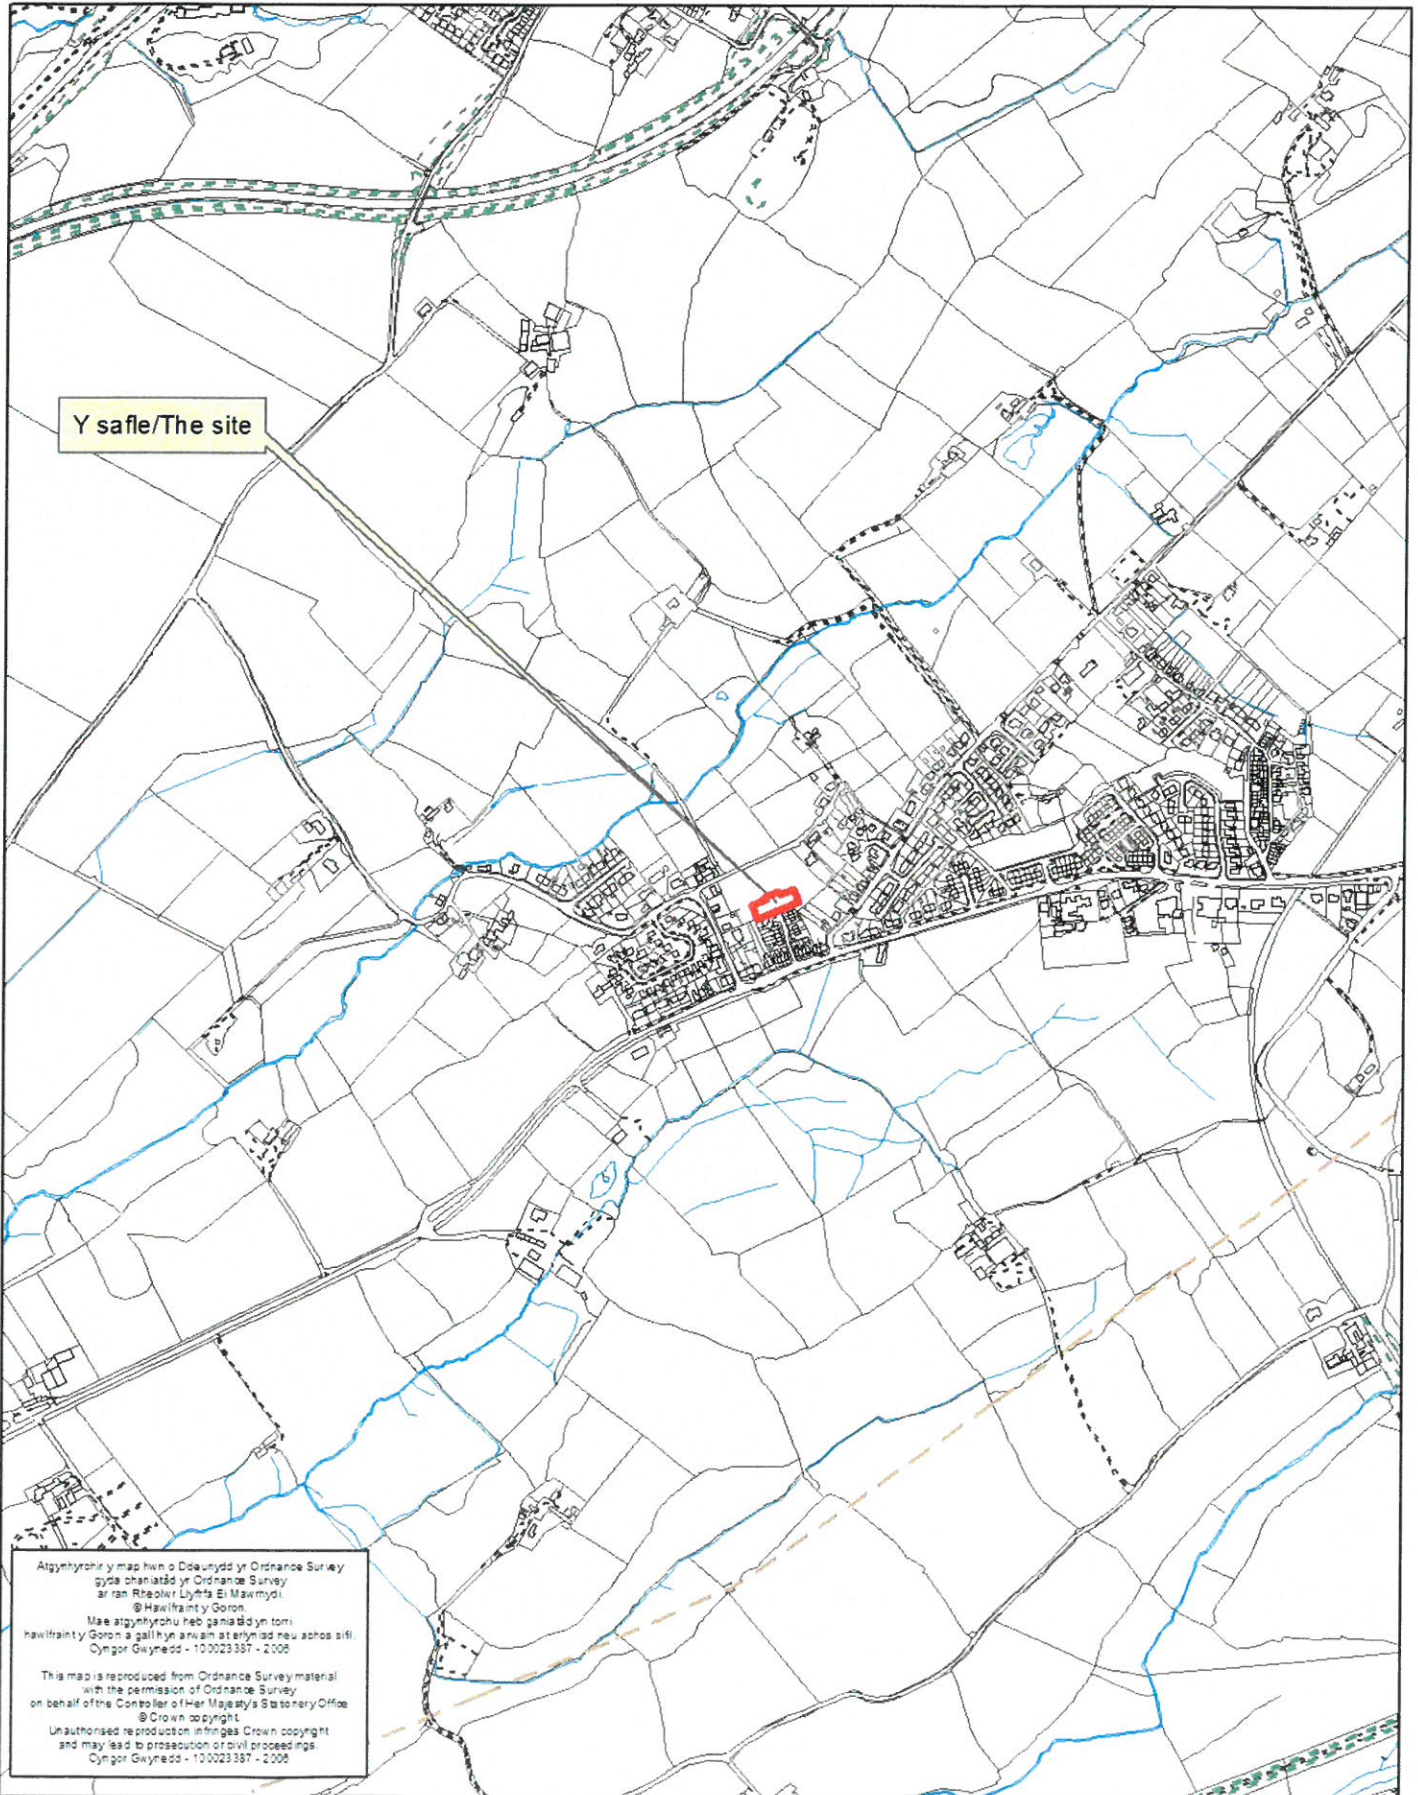 Y safle/The site
Atgynhyrchir y map hwn o Ddeunydd yr Ordnance Survey
gyda chaniatâd yr Ordnance Survey
ar ran Rheolwr Llyfrfa Ei Mawrhydi.
© Hawlfraint y Goron.
Mae atgynhyrchu heb ganiatâd yn torri
hawlfraint y Goron a gall hyn arwain at erlyniad neu achos sifil.
Cyngor Gwynedd - 100023387 - 2006
This map is reproduced from Ordnance Survey material
with the permission of Ordnance Survey
on behalf of the Controller of Her Majesty's Stationery Office
© Crown copyright.
Unauthorised reproduction infringes Crown copyright
and may lead to prosecution or civil proceedings.
Cyngor Gwynedd - 100023387 - 2006